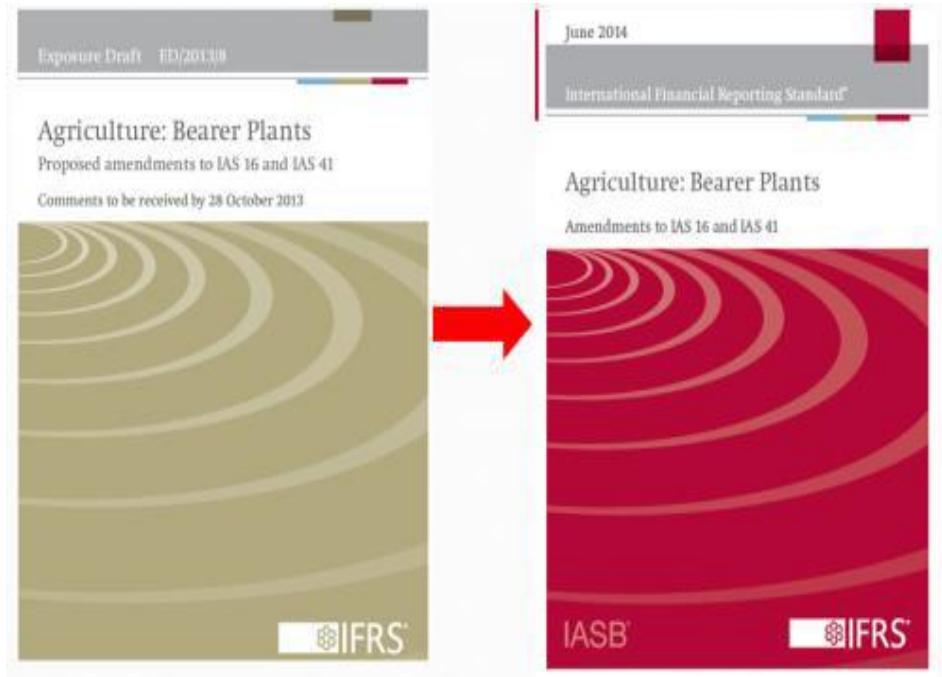 Exposure Draft ED/2013/8
Agriculture: Bearer Plants
Proposed amendments to IAS 16 and IAS 41
Comments to be received by 28 October 2013
IFRS®
June 2014
International Financial Reporting Standard®
Agriculture: Bearer Plants
Amendments to IAS 16 and IAS 41
IASB®
IFRS®